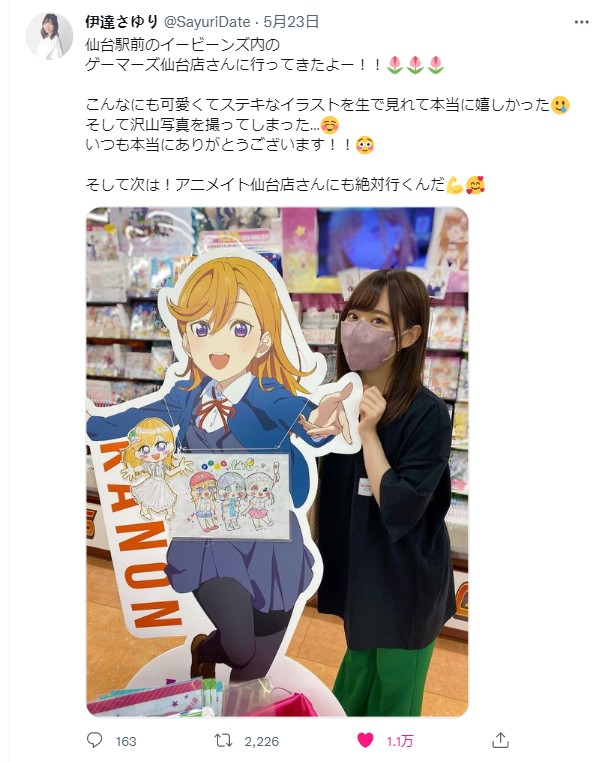 伊達さゆり @SayuriDate · 5月23日
仙台駅前のイービーンズ内の
ゲーマーズ仙台店さんに行ってきたよー！！🌷🌷🌷
こんなにも可愛くてステキなイラストを生で見れて本当に嬉しかった🥲
そして沢山写真を撮ってしまった...☺️
いつも本当にありがとうございます！！😳
そして次は！アニメイト仙台店さんにも絶対行くんだ💪🥰
KANON
163
2,226
1.1万